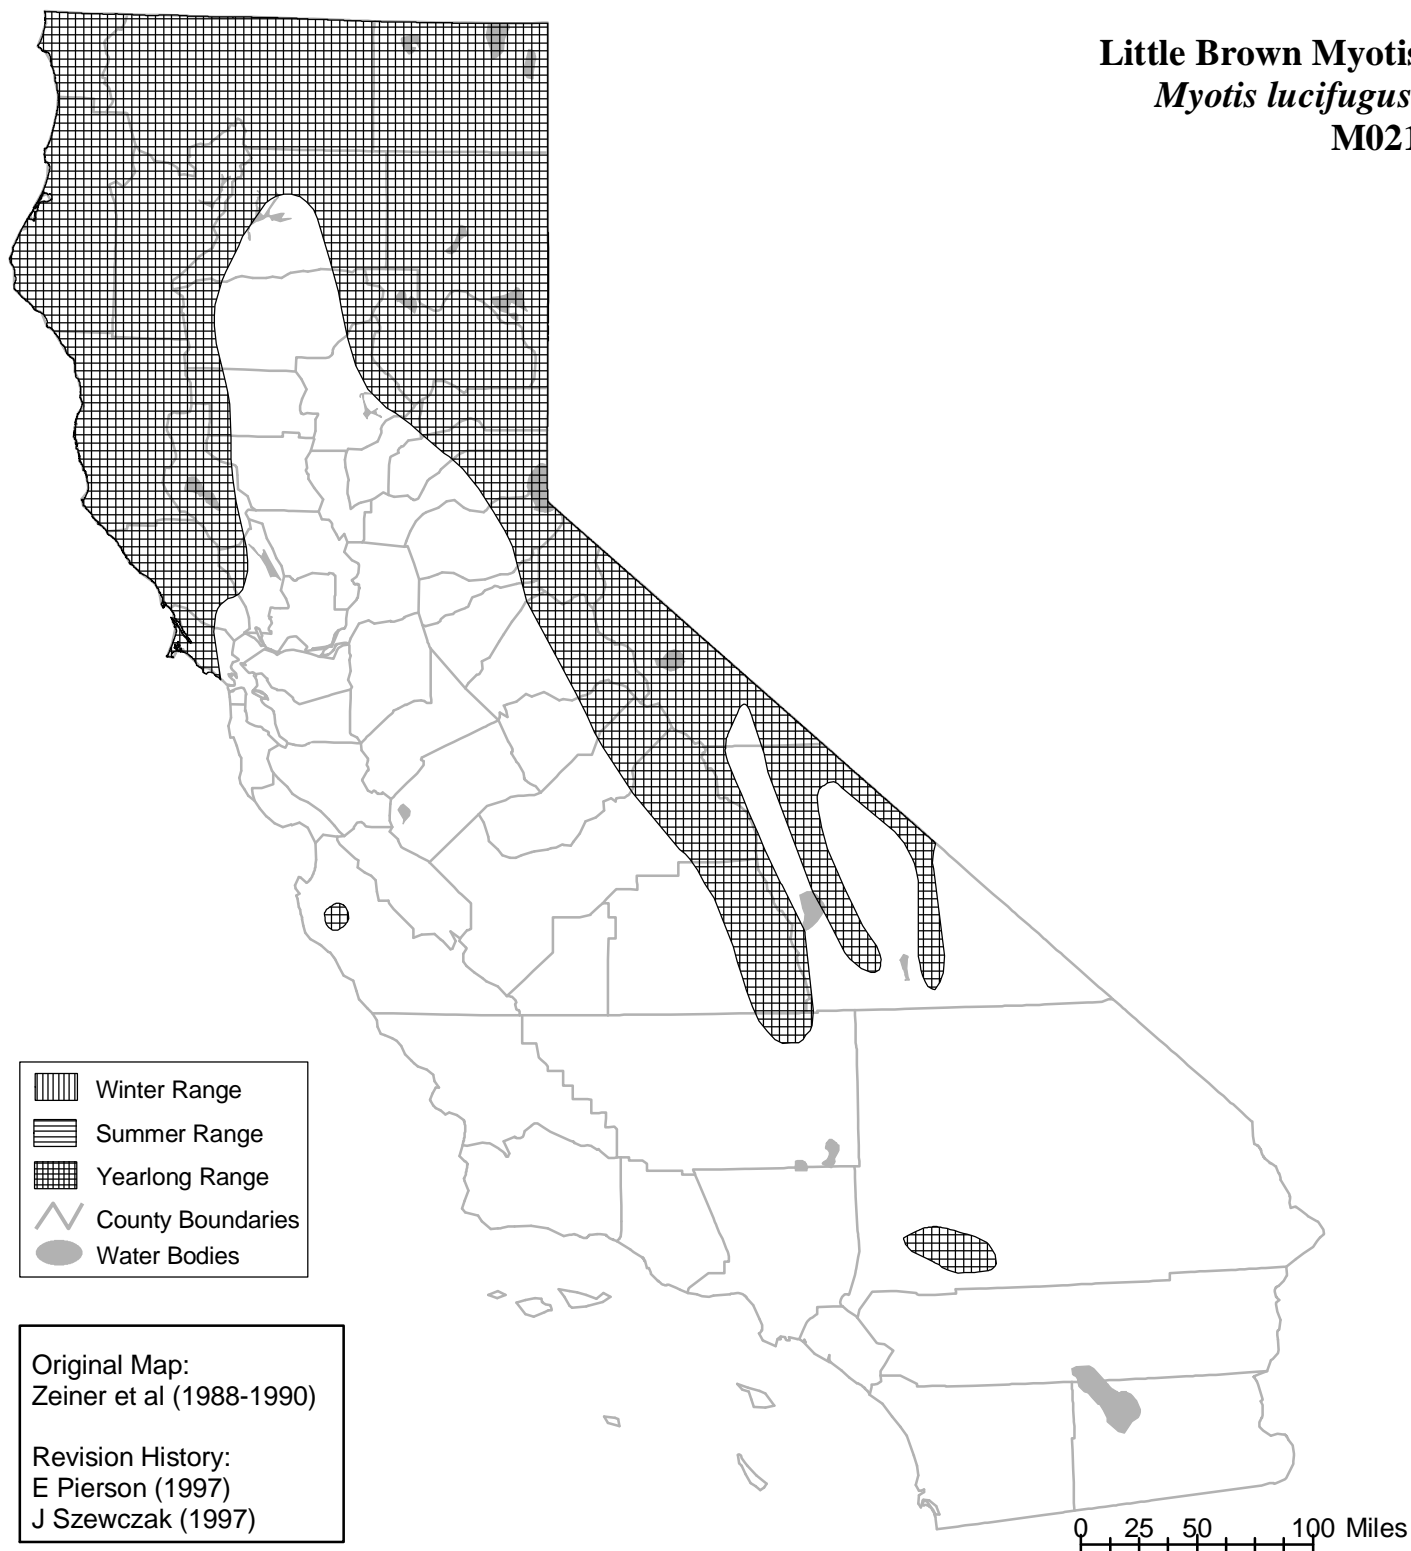 Little Brown Myotis
Myotis lucifugus
M021
Winter Range
Summer Range
Yearlong Range
County Boundaries
Water Bodies
Original Map:
Zeiner et al (1988-1990)
Revision History:
E Pierson (1997)
J Szewczak (1997)
0 25 50 100 Miles